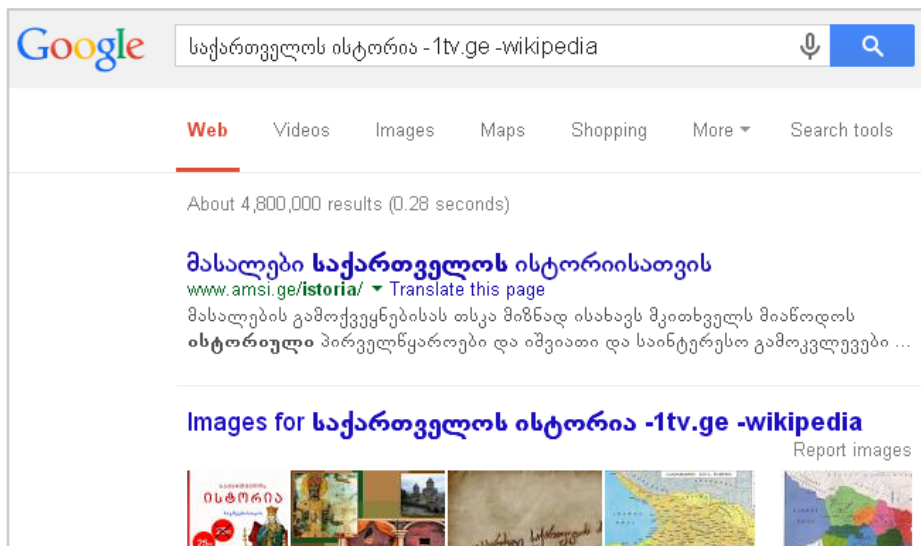 Google
საქართველოს ისტორია -1tv.ge -wikipedia
Web Videos Images Maps Shopping More Search tools
About 4,800,000 results (0.28 seconds)
მასალები საქართველოს ისტორიისათვის
www.amsi.ge/istoria/ Translate this page
მასალების გამოქვეყნებისას თსკა მიზნად ისახავს მკითხველს მიაწოდოს
ისტორიული პირველწყაროები და იშვიათი და საინტერესო გამოკვლევები ...
Images for საქართველოს ისტორია -1tv.ge -wikipedia
Report images
საქართველოს
ისტორია